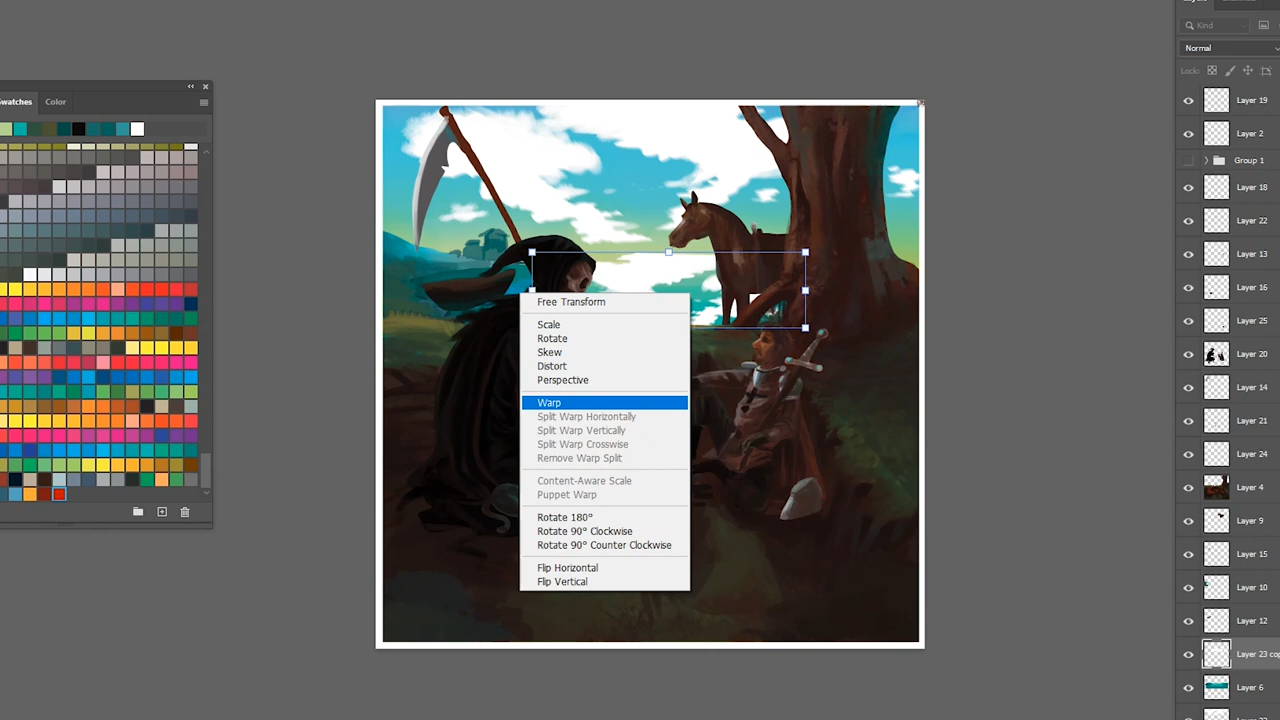 Swatches
Color
Free Transform
Scale
Rotate
Skew
Distort
Perspective
Warp
Split Warp Horizontally
Split Warp Vertically
Split Warp Crosswise
Remove Warp Split
Content-Aware Scale
Puppet Warp
Rotate 180°
Rotate 90° Clockwise
Rotate 90° Counter Clockwise
Flip Horizontal
Flip Vertical
Kind
Normal
Lock:
Layer 19
Layer 2
Group 1
Layer 18
Layer 22
Layer 13
Layer 16
Layer 25
Layer 20
Layer 14
Layer 21
Layer 24
Layer 4
Layer 9
Layer 15
Layer 10
Layer 12
Layer 23 cop
Layer 6